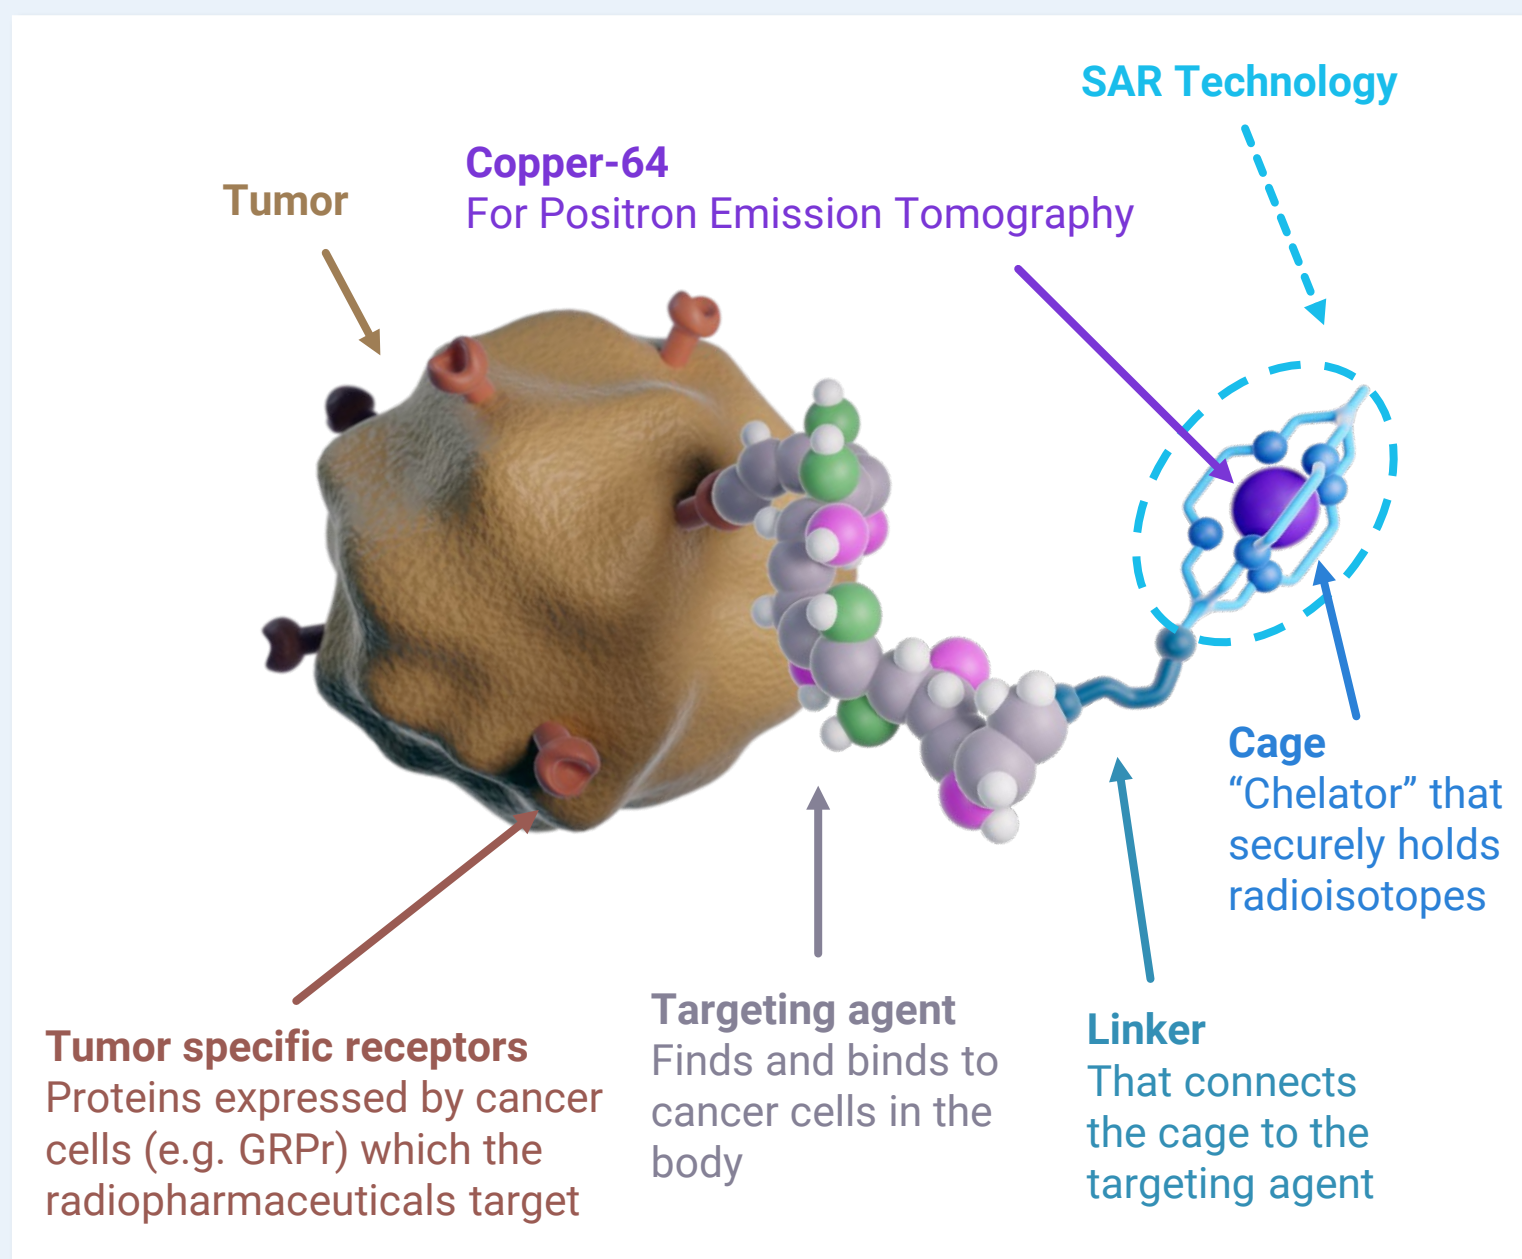 SAR Technology
Copper-64
For Positron Emission Tomography
Tumor
Cage
“Chelator” that
securely holds
radioisotopes
Tumor specific receptors
Proteins expressed by cancer
cells (e.g. GRPr) which the
radiopharmaceuticals target
Targeting agent
Finds and binds to
cancer cells in the
body
Linker
That connects
the cage to the
targeting agent